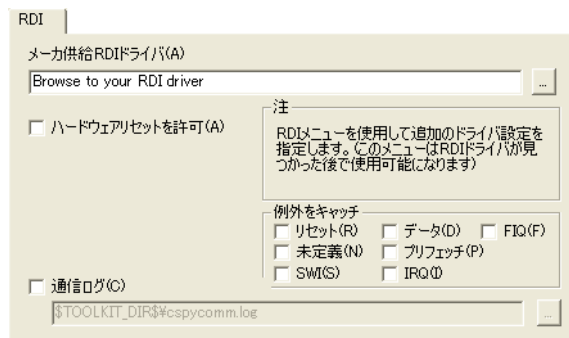 RDI
メーカ供給RDIドライバ(A)
Browse to your RDI driver
...
ハードウェアリセットを許可(A)
注
RDIメニューを使用して追加のドライバ設定を
指定します。(このメニューはRDIドライバが見
つかった後で使用可能になります)
例外をキャッチ
リセット(R) データ(D) FIQ(F)
未定義(N) プリフェッチ(P)
SWI(S) IRQ(I)
通信ログ(C)
$TOOLKIT_DIR$¥cspycomm.log
...